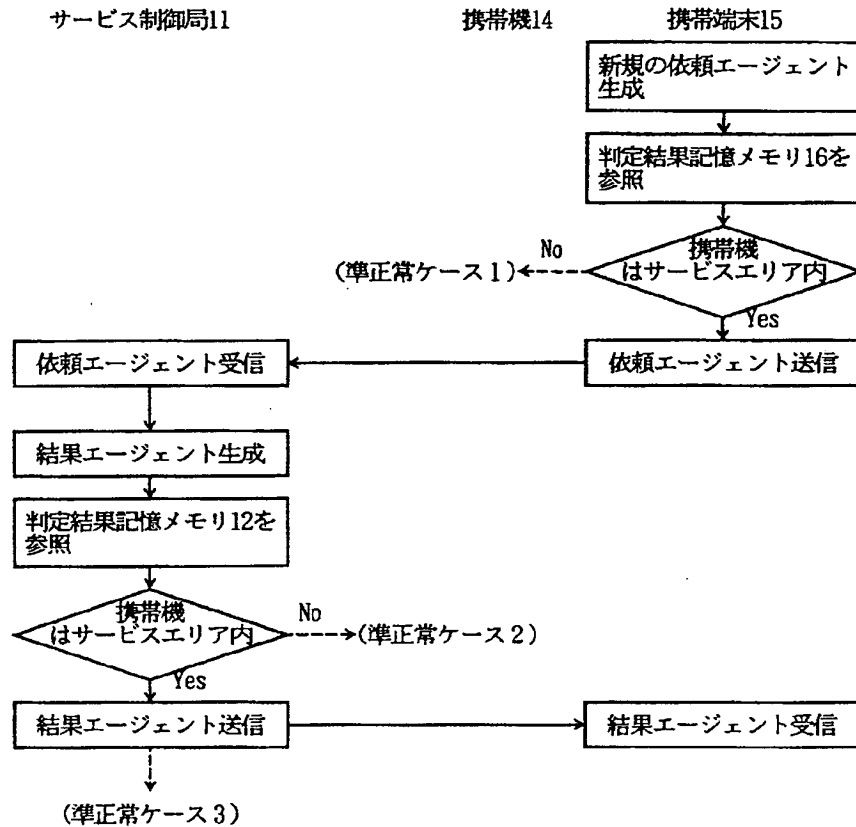 サービス制御局11
携帯機14
携帯端末15
新規の依頼エージェント
生成
判定結果記憶メモリ16を
参照
携帯機
はサービスエリア内
No
(準正常ケース1)
Yes
依頼エージェント送信
依頼エージェント受信
結果エージェント生成
判定結果記憶メモリ12を
参照
携帯機
はサービスエリア内
No
(準正常ケース2)
Yes
結果エージェント送信
結果エージェント受信
(準正常ケース3)